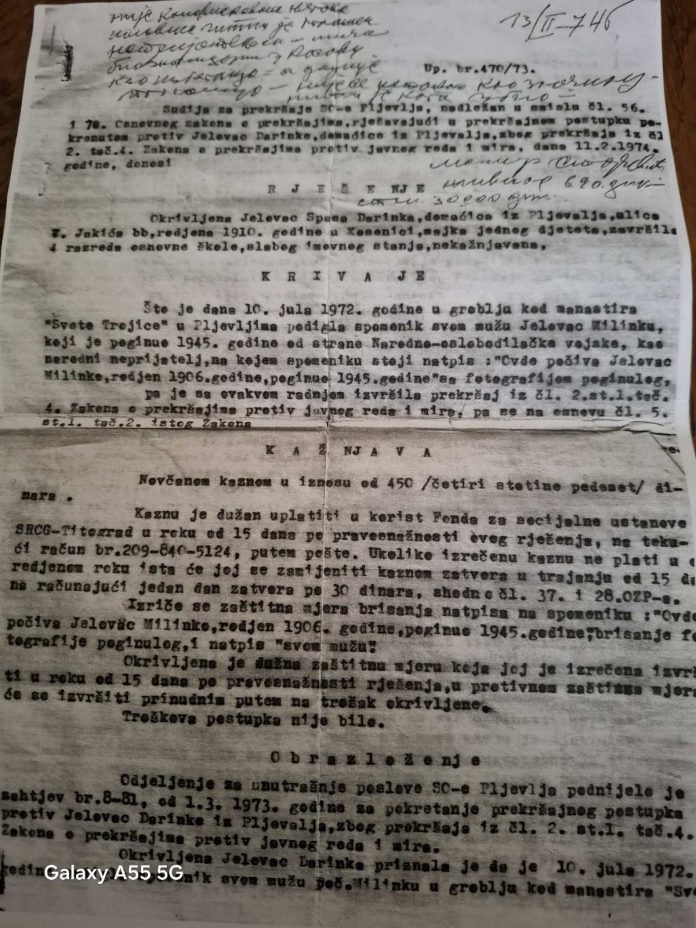 13/II-74б
Up. br.470/73.
Sudija za prekršaje SO-e Pljevlja, nadležan u smislu čl. 56.
i 78. Osnovnog zakona o prekršajima, rješavajući u prekršajnom postupku po-
krenutom protiv Jelovac Darinke, domaćice iz Pljevalja, zbog prekršaja iz čl
2. tač.4. Zakona o prekršajima protiv javnog reda i mira, dana 11.2.1974.
godine, donosi
R J E Š E N J E
Okrivljena Jelovac Spasa Darinka, domaćica iz Pljevalja, ulica
V. Jakića bb, rodjena 1910. godine u Kosanici, majka jednog djeteta, završila
4 razreda osnovne škole, slabog imovnog stanja, nekažnjavana,
K R I V A  J E
Što je dana 10. jula 1972. godine u groblju kod manastira
"Svete Trojice" u Pljevljima podigla spomenik svom mužu Jelovac Milinku,
koji je poginuo 1945. godine od strane Narodno-oslobodilačke vojske, kao
narodni neprijatelj, na kojem spomeniku stoji natpis :"Ovde počiva Jelovac
Milinko, rodjen 1906.godine, poginuo 1945.godine"sa fotografijom poginulog,
pa je sa ovakvom radnjom izvršila prekršaj iz čl. 2.st.1.tač.
4. Zakona o prekršajima protiv javnog reda i mira, pa se na osnovu čl. 5.
st.1. tač.2. istog Zakona
K A Ž NJ A V A
Novčanom kaznom u iznosu od 450 /četiri stotine pedeset/ di-
nara .
Kaznu je dužan uplatiti u korist Fonda za socijalne ustanove
SRCG-Titograd u roku od 15 dana po pravosnažnosti ovog rješenja, na teku-
ći račun br.209-840-5124, putem pošte. Ukoliko izrečenu kaznu ne plati u o
redjenom roku ista će joj se zamijeniti kaznom zatvora u trajanju od 15 da
na računajući jedan dan zatvora po 30 dinara, shodno čl. 37. i 28.OZP-a.
Izriče se zaštitna mjera brisanja natpisa na spomeniku :"Ovde
počiva Jelovac Milinko, rodjen 1906. godine, poginuo 1945.godine", brisanje fo
tografije poginulog, i natpis "svom mužu"
Okrivljena je dužna zaštitnu mjeru koja joj je izrečena izvrš
ti u roku od 15 dana po pravosnažnosti rješenja, u protivnom zaštitna mjera
će se izvršiti prinudnim putem na trošak okrivljene.
Troškova postupka nije bilo.
O b r a z l o ž e n j e
Odjeljenje za unutrašnje poslove SO-e Pljevlja podnijelo je
zahtjev br.8-81, od 1.3. 1973. godine za pokretanje prekršajnog postupka
protiv Jelovac Darinke iz Pljevalja, zbog prekršaja iz čl. 2. st.1. tač.4.
Zakona o prekršajima protiv javnog reda i mira.
Okrivljena Jelovac Darinka priznala je da je 10. jula 1972.
godin spomenik svom mužu poč.Milinku u groblju kod manastira "Sve
Galaxy A55 5G